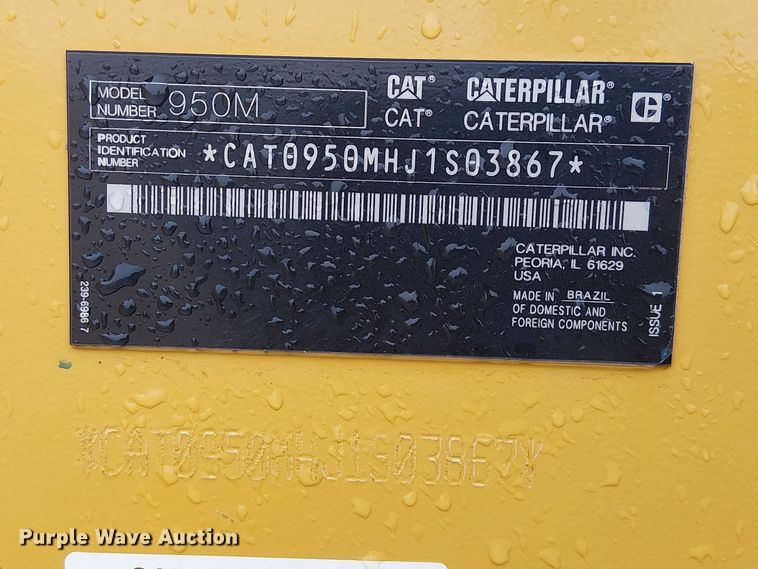 MODEL NUMBER 950M
CAT® CATERPILLAR®
CAT® CATERPILLAR®
PRODUCT IDENTIFICATION NUMBER
*CAT0950MHJ1S03867*
CATERPILLAR INC.
PEORIA, IL 61629
USA
MADE IN BRAZIL
OF DOMESTIC AND
FOREIGN COMPONENTS
239-6966 7
ISSUE 1
*CAT0950MHJ1S03867*
Purple Wave Auction